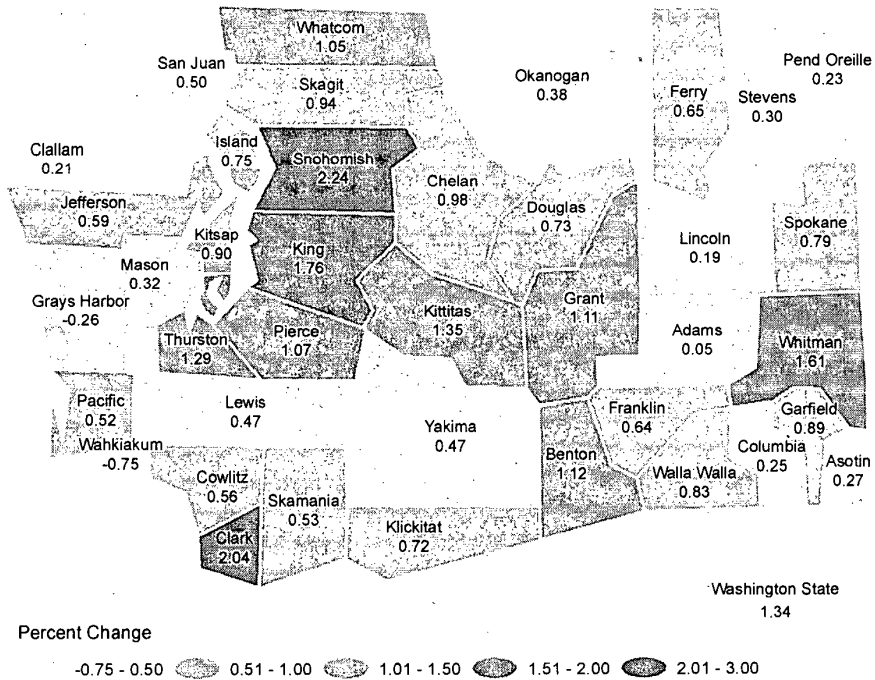 Whatcom
1.05
San Juan
0.50
Skagit
0.94
Okanogan
0.38
Ferry
0.65
Pend Oreille
0.23
Stevens
0.30
Clallam
0.21
Island
0.75
Snohomish
2.24
Chelan
0.98
Jefferson
0.59
Kitsap
0.90
King
1.76
Douglas
0.73
Lincoln
0.19
Spokane
0.79
Mason
0.32
Grays Harbor
-0.26
Kittitas
1.35
Grant
1.11
Adams
0.05
Whitman
1.61
Thurston
1.29
Pierce
1.07
Pacific
0.52
Lewis
0.47
Yakima
0.47
Franklin
0.64
Garfield
0.89
Wahkiakum
-0.75
Benton
1.12
Columbia
0.25
Asotin
0.27
Walla Walla
0.83
Cowlitz
0.56
Skamania
0.53
Clark
2.04
Klickitat
0.72
Washington State
1.34
Percent Change
-0.75 - 0.50 0.51 - 1.00 1.01 - 1.50 1.51 - 2.00 2.01 - 3.00